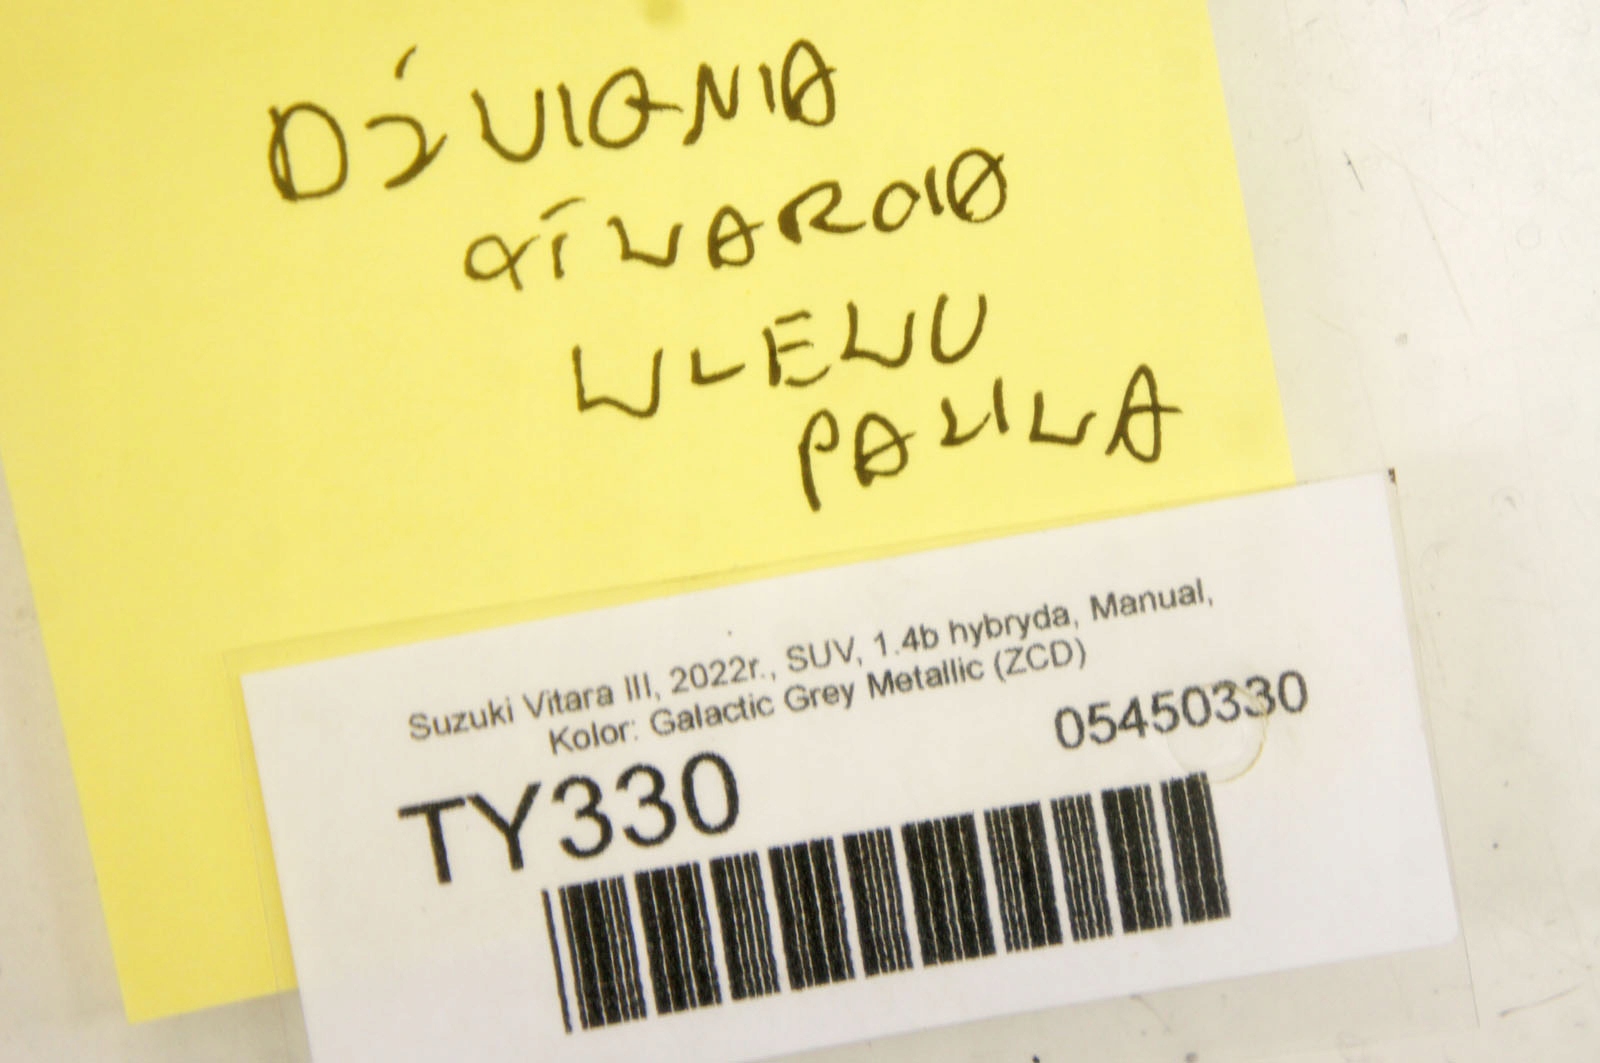 DŹWIGNIA
OTWARCIA
WLEWU
PALIWA
Suzuki Vitara III, 2022r., SUV, 1.4b hybryda, Manual,
Kolor: Galactic Grey Metallic (ZCD)
05450330
TY330